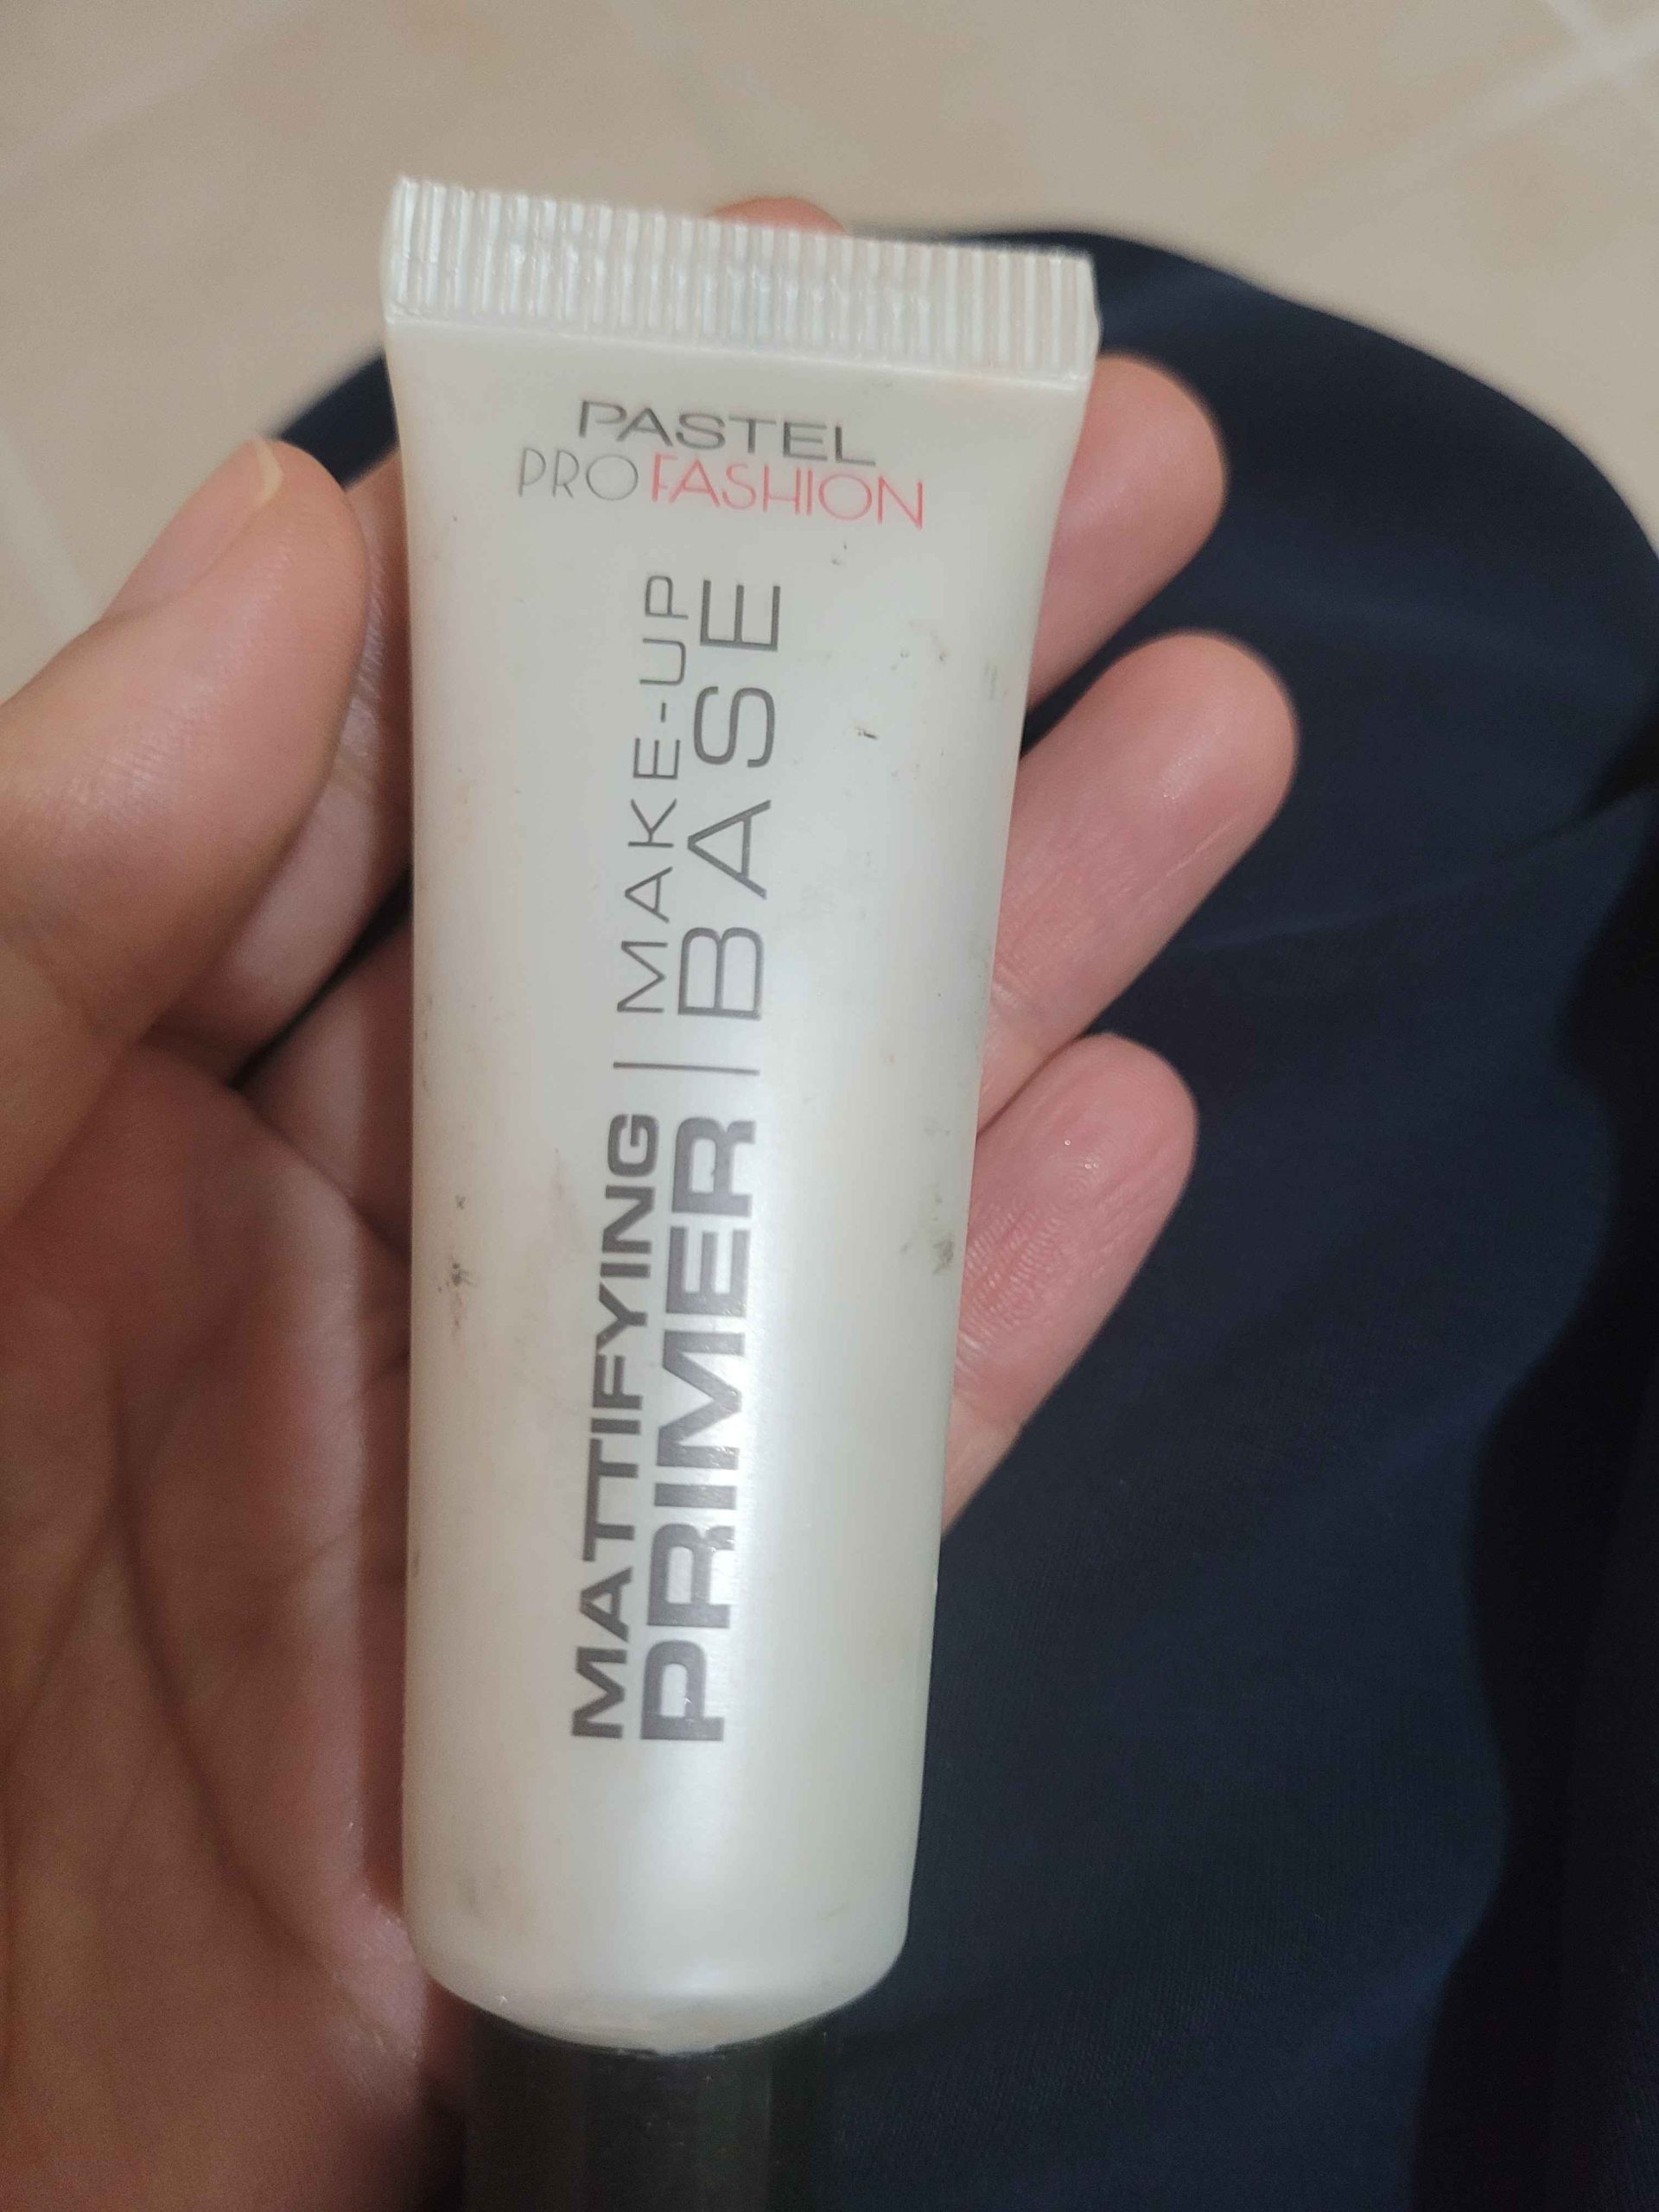 PASTEL
PROFASHION
MATTIFYING
PRIMER
MAKE-UP
BASE